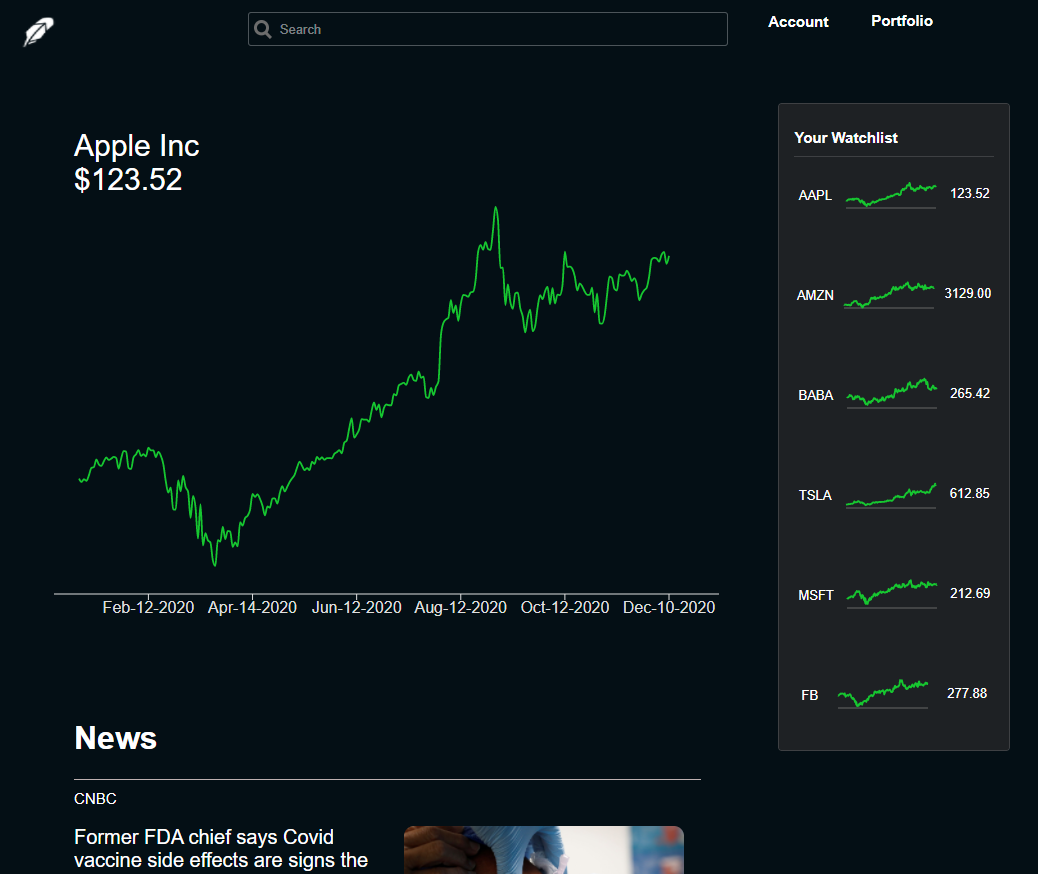 Search
Account
Portfolio
Apple Inc
$123.52
Feb-12-2020 Apr-14-2020 Jun-12-2020 Aug-12-2020 Oct-12-2020 Dec-10-2020
Your Watchlist
AAPL 123.52
AMZN 3129.00
BABA 265.42
TSLA 612.85
MSFT 212.69
FB 277.88
News
CNBC
Former FDA chief says Covid
vaccine side effects are signs the